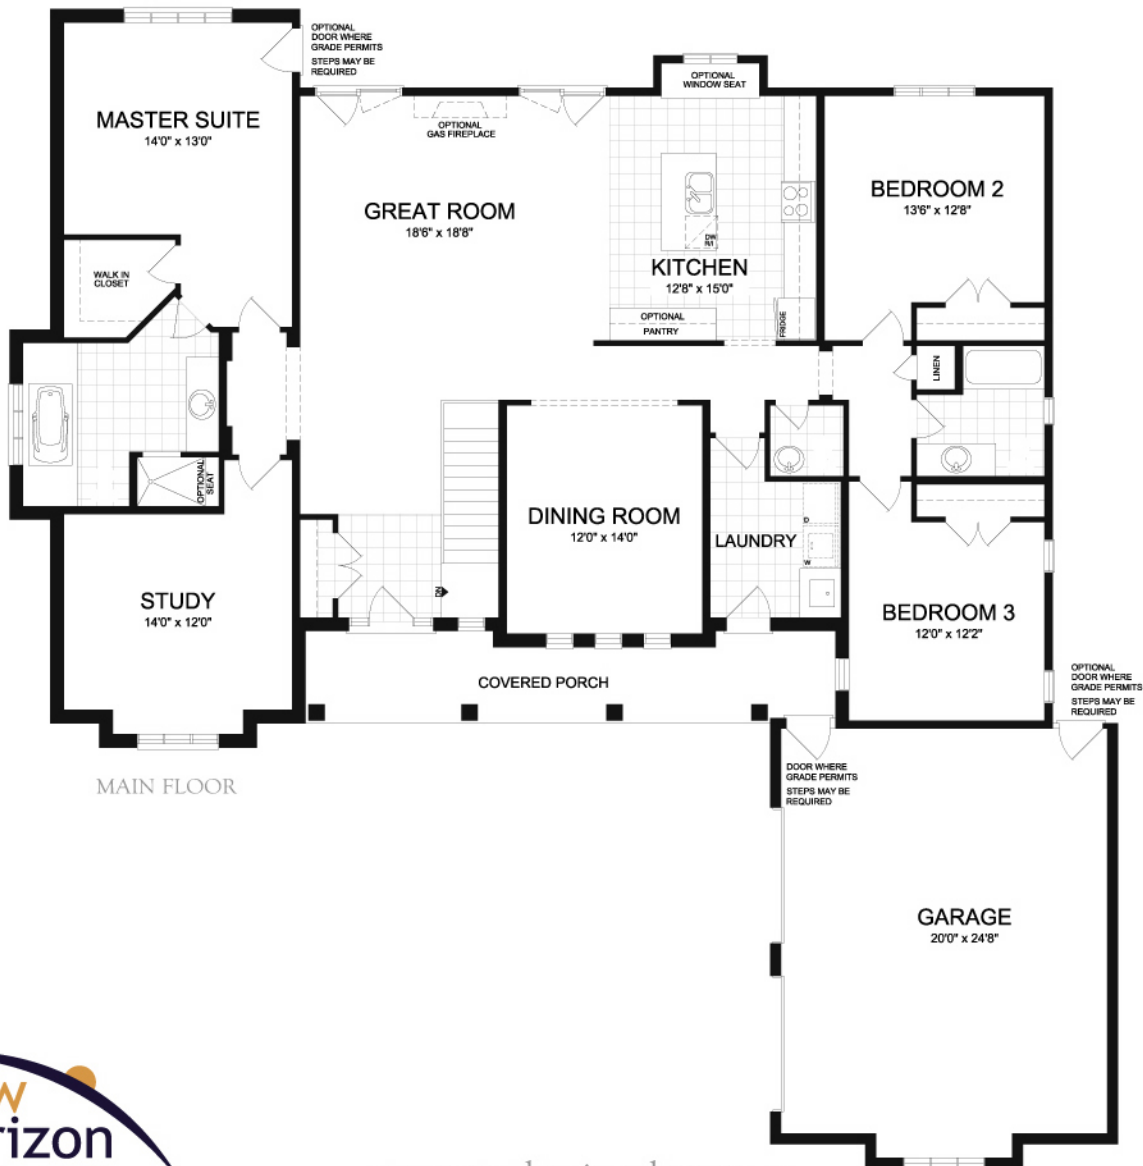 OPTIONAL
DOOR WHERE
GRADE PERMITS
STEPS MAY BE
REQUIRED
MASTER SUITE
14'0" x 13'0"
OPTIONAL
WINDOW SEAT
OPTIONAL
GAS FIREPLACE
GREAT ROOM
18'6" x 18'8"
BEDROOM 2
13'6" x 12'8"
DW
R/I
KITCHEN
12'8" x 15'0"
WALK IN
CLOSET
OPTIONAL
PANTRY
FRIDGE
LINEN
OPTIONAL
SEAT
DINING ROOM
12'0" x 14'0"
D
LAUNDRY
W
DN
STUDY
14'0" x 12'0"
BEDROOM 3
12'0" x 12'2"
COVERED PORCH
OPTIONAL
DOOR WHERE
GRADE PERMITS
STEPS MAY BE
REQUIRED
DOOR WHERE
GRADE PERMITS
STEPS MAY BE
REQUIRED
MAIN FLOOR
GARAGE
20'0" x 24'8"